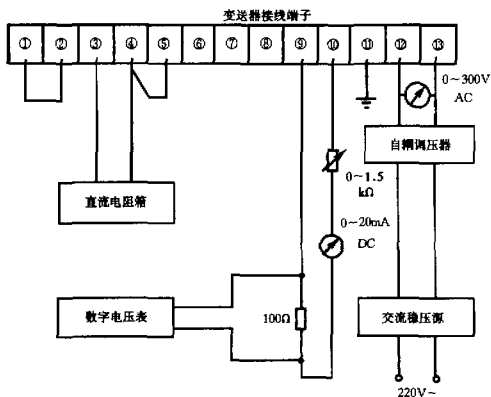 变送器接线端子
① ② ③ ④ ⑤ ⑥ ⑦ ⑧ ⑨ ⑩ ⑪ ⑫ ⑬
0~300V
AC
自耦调压器
0~1.5
kΩ
直流电阻箱
0~20mA
DC
数字电压表
100Ω
交流稳压源
220V~